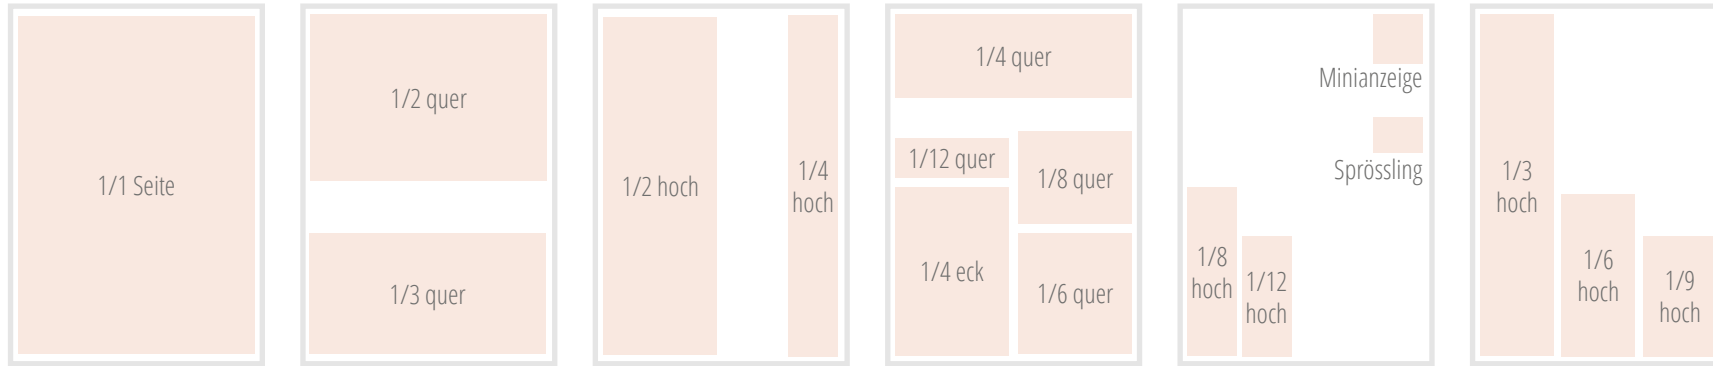 1/1 Seite
1/2 quer
1/3 quer
1/2 hoch
1/4
hoch
1/4 quer
1/12 quer
1/8 quer
1/4 eck
1/6 quer
Minianzeige
Sprössling
1/8
hoch
1/12
hoch
1/3
hoch
1/6
hoch
1/9
hoch